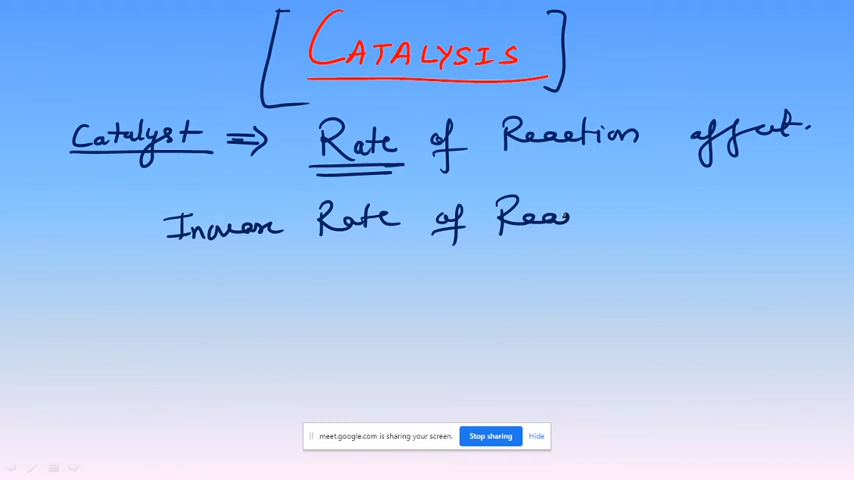 [CATALYSIS]
Catalyst ⇒ Rate of Reaction affect.
Increase Rate of Reac
meet.google.com is sharing your screen. Stop sharing Hide